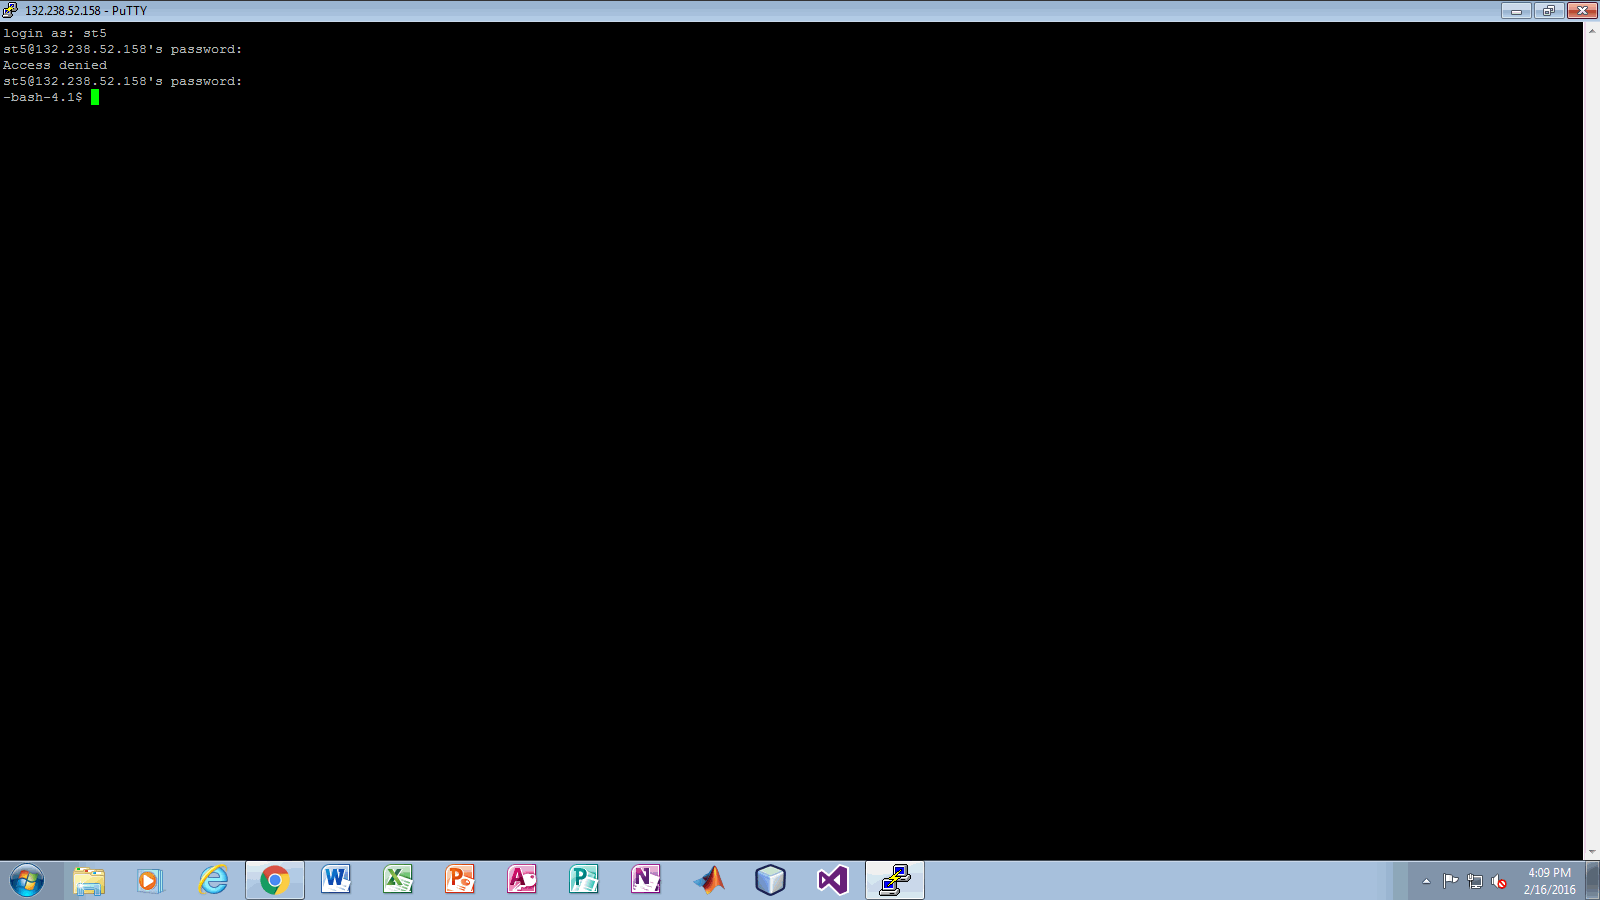 132.238.52.158 - PuTTY
login as: st5
st5@132.238.52.158's password:
Access denied
st5@132.238.52.158's password:
-bash-4.1$
4:09 PM
2/16/2016